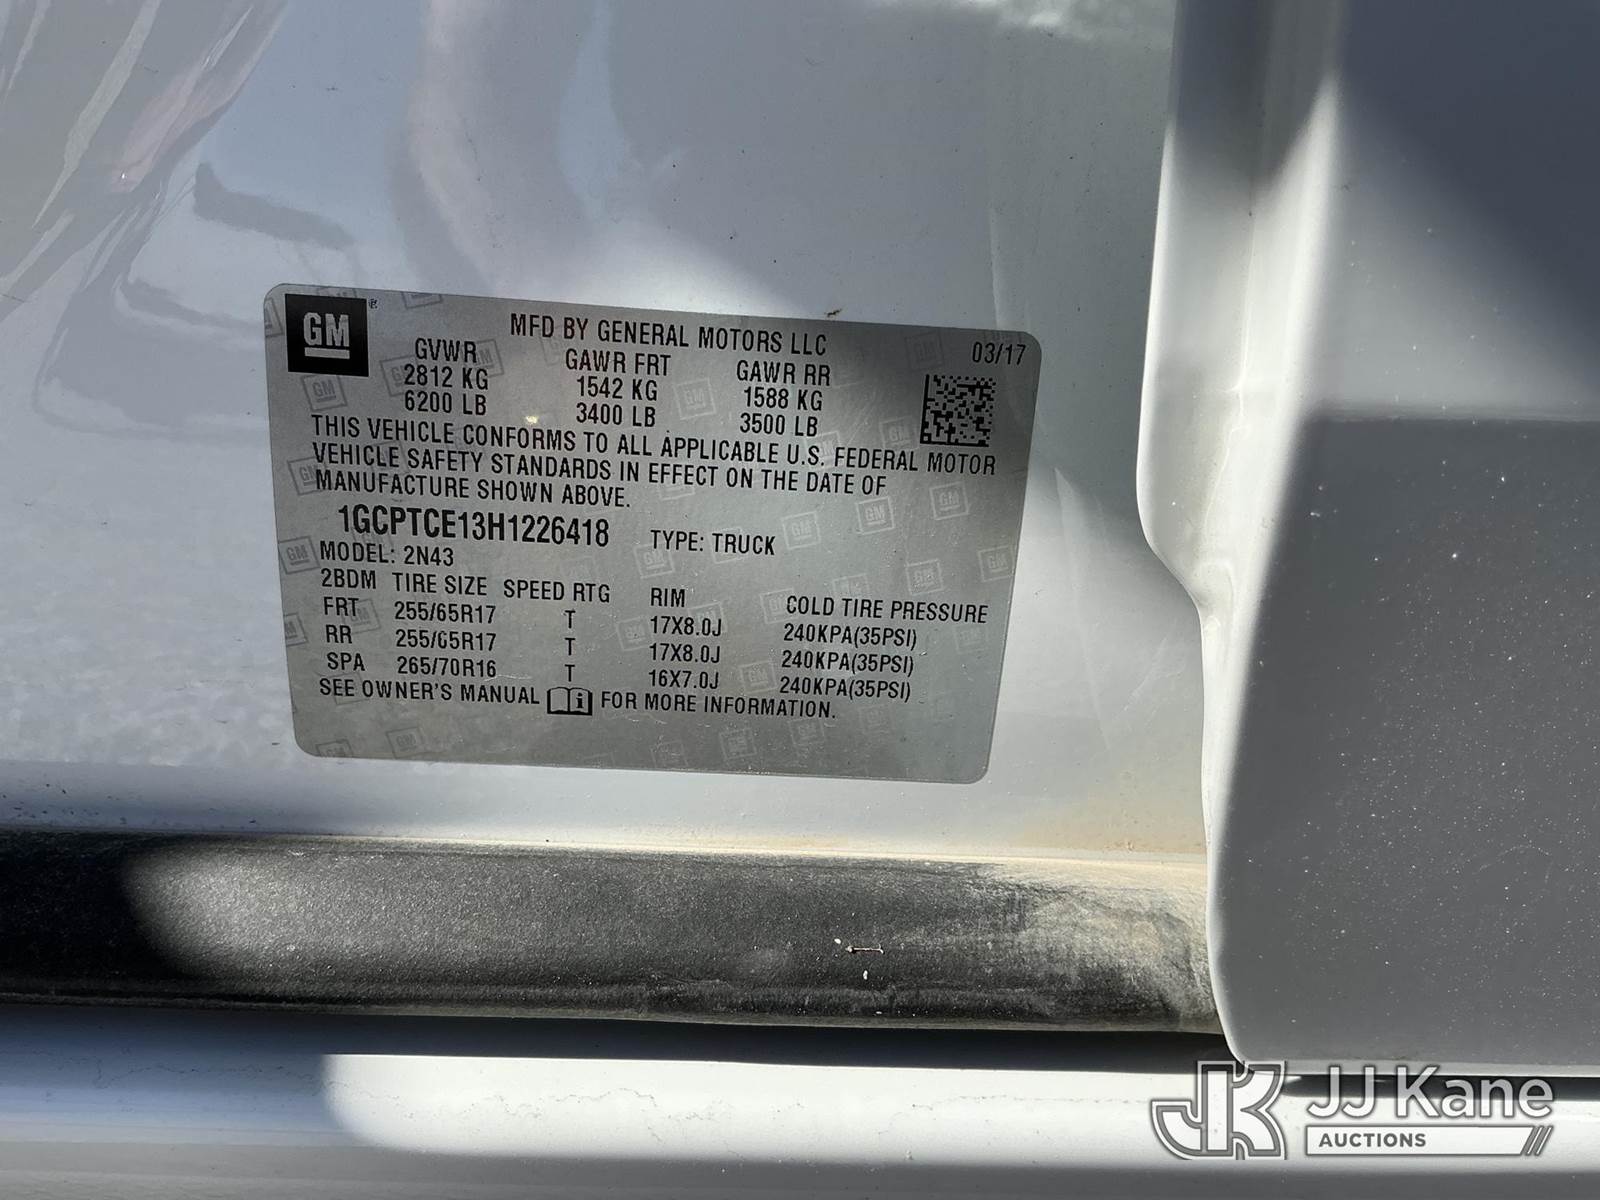 GM
MFD BY GENERAL MOTORS LLC 03/17
GVWR GAWR FRT GAWR RR
2812 KG 1542 KG 1588 KG
6200 LB 3400 LB 3500 LB
THIS VEHICLE CONFORMS TO ALL APPLICABLE U.S. FEDERAL MOTOR
VEHICLE SAFETY STANDARDS IN EFFECT ON THE DATE OF
MANUFACTURE SHOWN ABOVE.
1GCPTCE13H1226418 TYPE: TRUCK
MODEL: 2N43
2BDM TIRE SIZE SPEED RTG RIM COLD TIRE PRESSURE
FRT 255/65R17 T 17X8.0J 240KPA(35PSI)
RR 255/65R17 T 17X8.0J 240KPA(35PSI)
SPA 265/70R16 T 16X7.0J 240KPA(35PSI)
SEE OWNER'S MANUAL FOR MORE INFORMATION.
JK JJ Kane
AUCTIONS